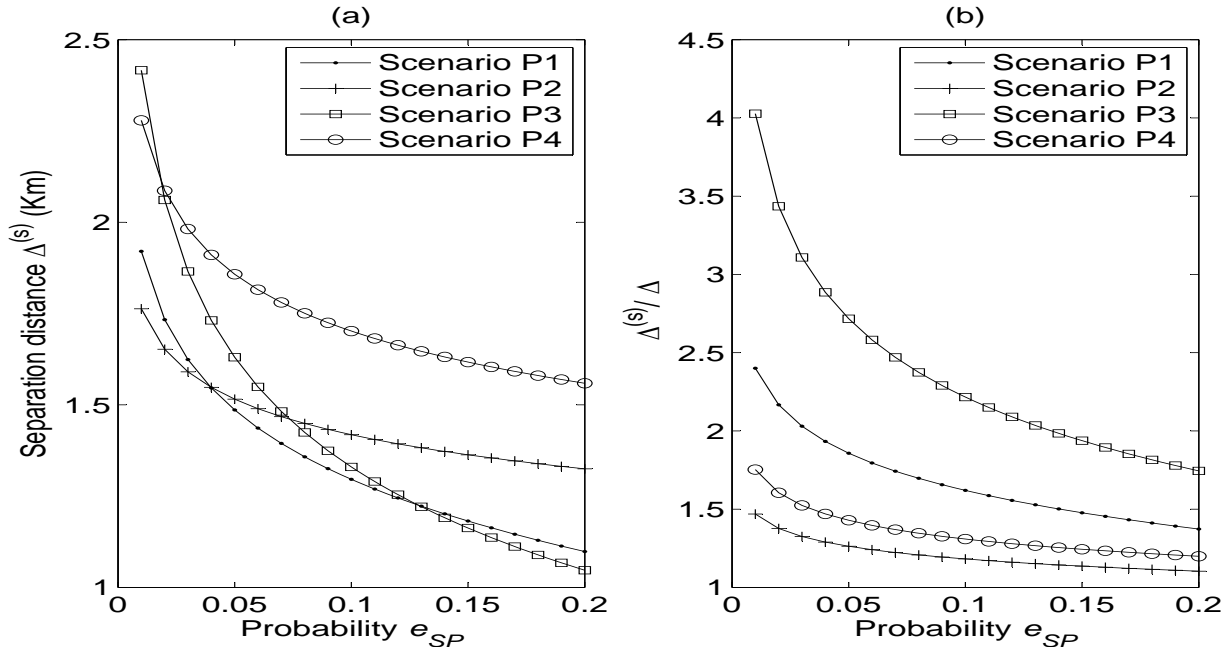 (a)
Separation distance Δ^(s) (Km)
2.5
2
1.5
1
0
0.05
0.1
0.15
0.2
Probability e_SP
Scenario P1
Scenario P2
Scenario P3
Scenario P4
(b)
Δ^(s)/ Δ
4.5
4
3.5
3
2.5
2
1.5
1
0
0.05
0.1
0.15
0.2
Probability e_SP
Scenario P1
Scenario P2
Scenario P3
Scenario P4